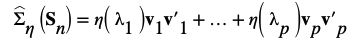 Σ̂_η (S_n) = η( λ_1 )v_1v'_1 + ... + η( λ_p )v_pv'_p